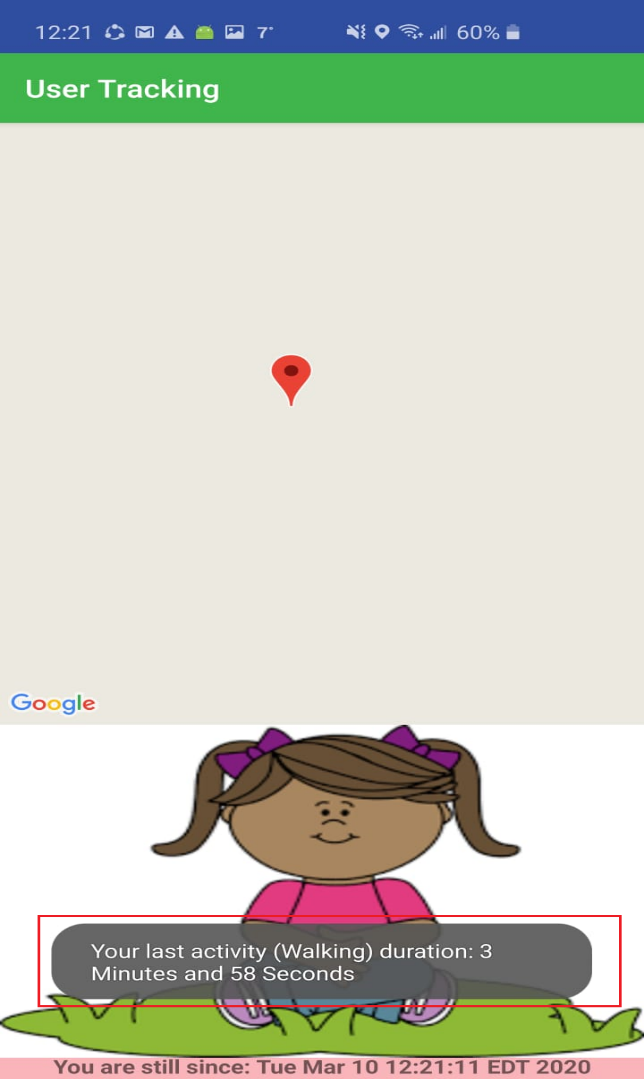 12:21 7° 60%
User Tracking
Google
Your last activity (Walking) duration: 3
Minutes and 58 Seconds
You are still since: Tue Mar 10 12:21:11 EDT 2020